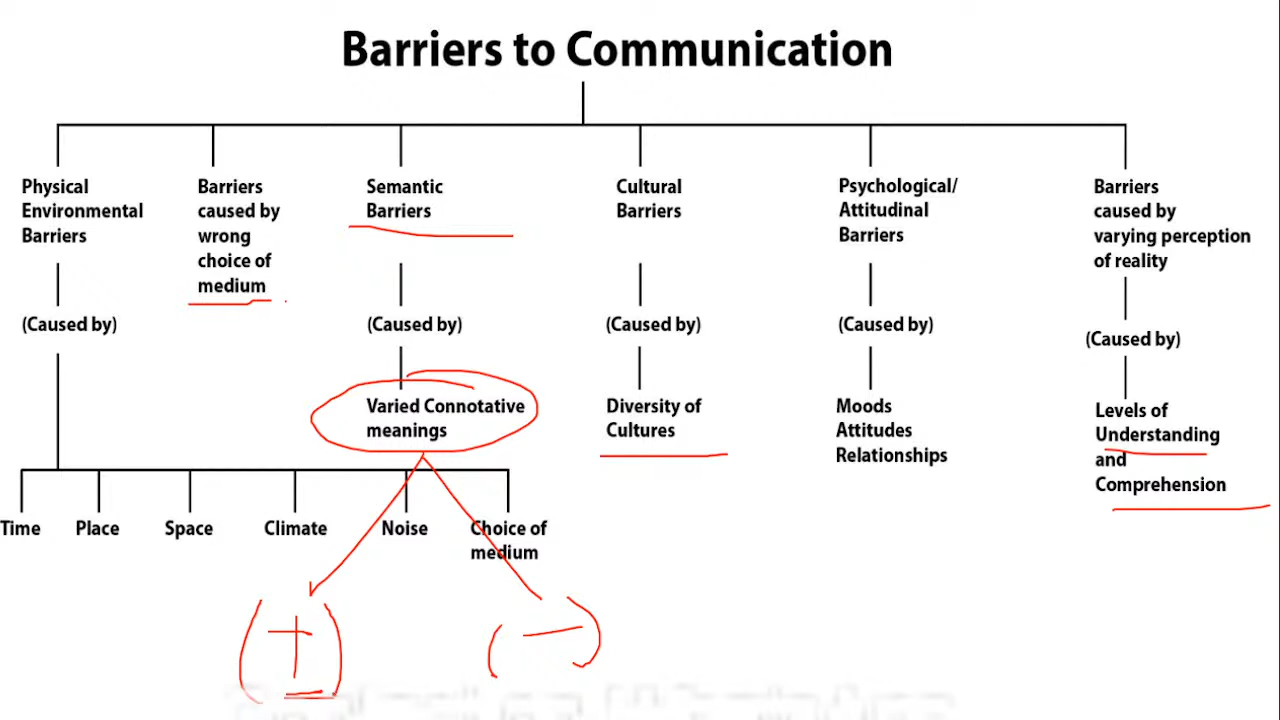 Barriers to Communication
Physical
Environmental
Barriers
(Caused by)
Time
Place
Space
Climate
Noise
Choice of
medium
Barriers
caused by
wrong
choice of
medium
Semantic
Barriers
(Caused by)
Varied Connotative
meanings
(+)
(−)
Cultural
Barriers
(Caused by)
Diversity of
Cultures
Psychological/
Attitudinal
Barriers
(Caused by)
Moods
Attitudes
Relationships
Barriers
caused by
varying perception
of reality
(Caused by)
Levels of
Understanding
and
Comprehension